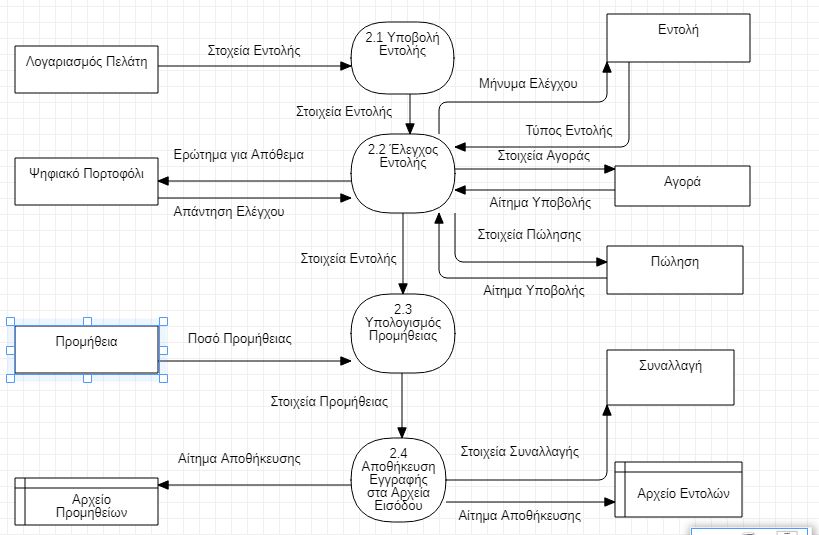 Λογαριασμός Πελάτη
Στοχεία Εντολής
2.1 Υποβολή
Εντολής
Εντολή
Μήνυμα Ελέγχου
Στοιχεία Εντολής
Τύπος Εντολής
Ψηφιακό Πορτοφόλι
Ερώτημα για Απόθεμα
Απάντηση Ελέγχου
2.2 Έλεγχος
Εντολής
Στοιχεία Αγοράς
Αίτημα Υποβολής
Αγορά
Στοιχεία Πώλησης
Αίτημα Υποβολής
Πώληση
Στοιχεία Εντολής
Προμήθεια
Ποσό Προμήθειας
2.3
Υπολογισμός
Προμήθειας
Στοιχεία Προμήθειας
Συναλλαγή
Στοιχεία Συναλλαγής
2.4
Αποθήκευση
Εγγραφής
στα Αρχεία
Εισόδου
Αίτημα Αποθήκευσης
Αρχείο
Προμηθείων
Αίτημα Αποθήκευσης
Αρχείο Εντολών